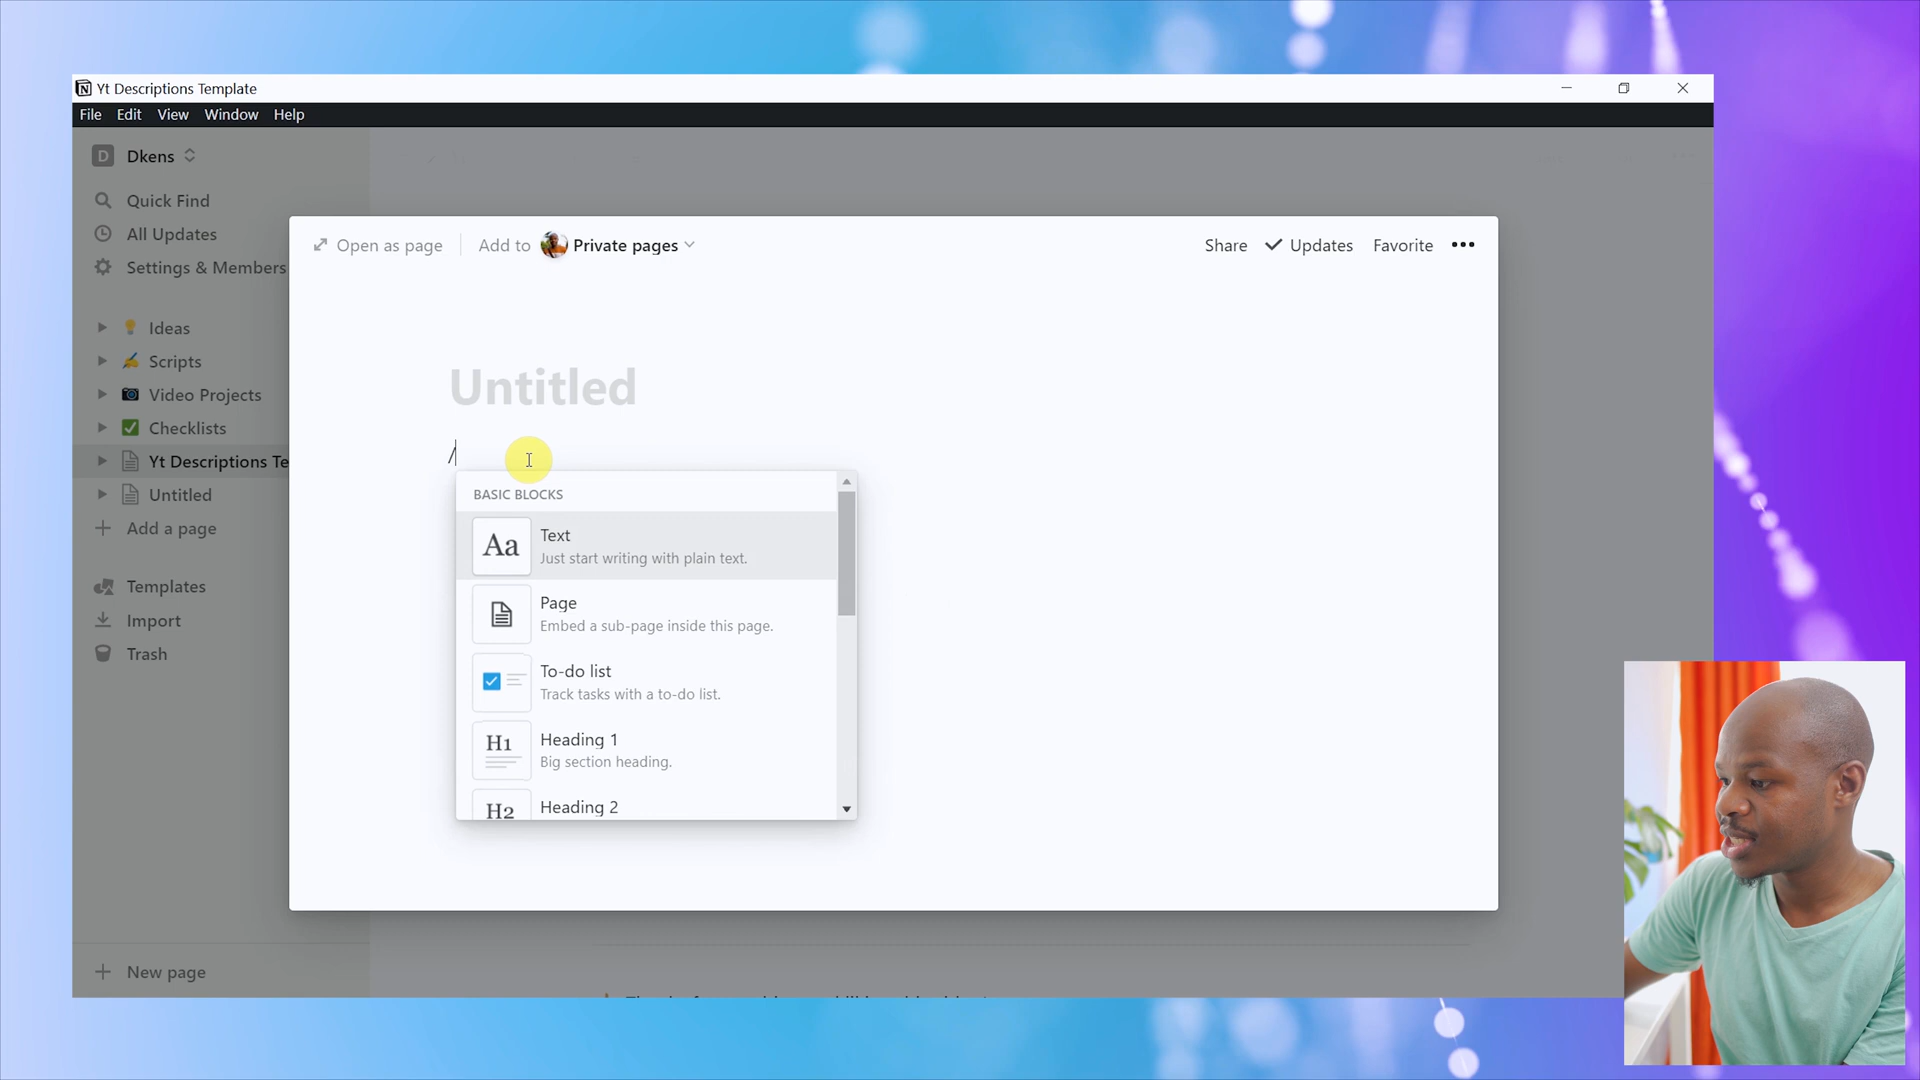 Yt Descriptions Template
File Edit View Window Help
D Dkens
Quick Find
All Updates
Settings & Members
Ideas
Scripts
Video Projects
Checklists
Yt Descriptions Te
Untitled
Add a page
Templates
Import
Trash
New page
Open as page Add to Private pages Share Updates Favorite •••
Untitled
/
BASIC BLOCKS
Aa Text
Just start writing with plain text.
Page
Embed a sub-page inside this page.
To-do list
Track tasks with a to-do list.
H1 Heading 1
Big section heading.
H2 Heading 2